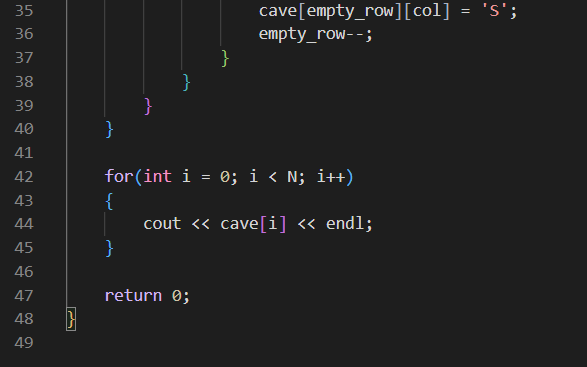 35 cave[empty_row][col] = 'S';
36 empty_row--;
37 }
38 }
39 }
40 }
41
42 for(int i = 0; i < N; i++)
43 {
44 cout << cave[i] << endl;
45 }
46
47 return 0;
48 }
49